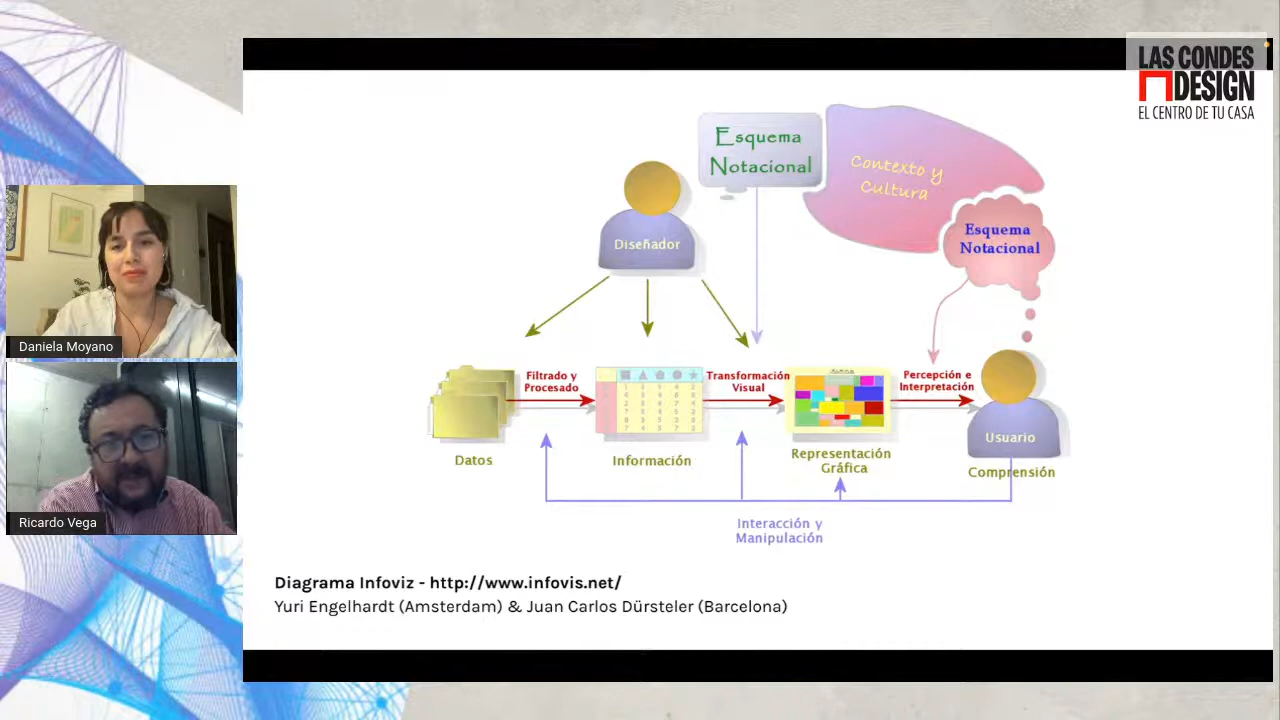 LAS CONDES
DESIGN
EL CENTRO DE TU CASA
Esquema
Notacional
Contexto y
Cultura
Esquema
Notacional
Diseñador
Filtrado y
Procesado
Transformación
Visual
Percepción e
Interpretación
Datos
Información
Representación
Gráfica
Usuario
Comprensión
Interacción y
Manipulación
Daniela Moyano
Ricardo Vega
Diagrama Infoviz - http://www.infovis.net/
Yuri Engelhardt (Amsterdam) & Juan Carlos Dürsteler (Barcelona)